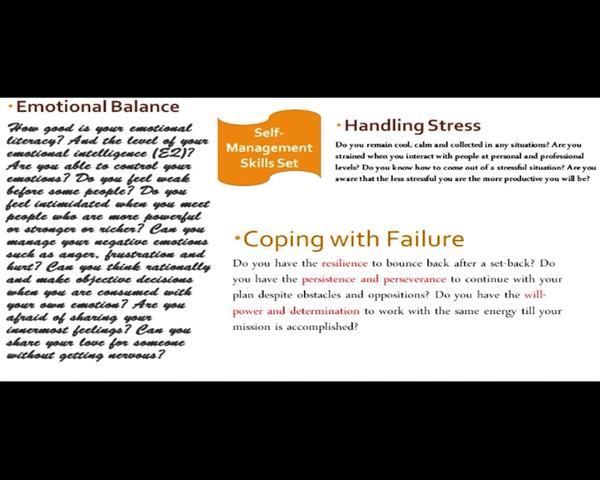 • Emotional Balance
How good is your emotional
literacy? And the level of your
emotional intelligence (EQ)?
Are you able to control your
emotions? Do you feel weak
before some people? Do you
feel intimidated when you meet
people who are more powerful
or stronger or richer? Can you
manage your negative emotions
such as anger, frustration and
hurt? Can you think rationally
and make objective decisions
when you are consumed with
your own emotion? Are you
afraid of sharing your
innermost feelings? Can you
share your love for someone
without getting nervous?
Self-
Management
Skills Set
• Handling Stress
Do you remain cool, calm and collected in any situations? Are you
strained when you interact with people at personal and professional
levels? Do you know how to come out of a stressful situation? Are you
aware that the less stressful you are the more productive you will be?
• Coping with Failure
Do you have the resilience to bounce back after a set-back? Do
you have the persistence and perseverance to continue with your
plan despite obstacles and oppositions? Do you have the will-
power and determination to work with the same energy till your
mission is accomplished?